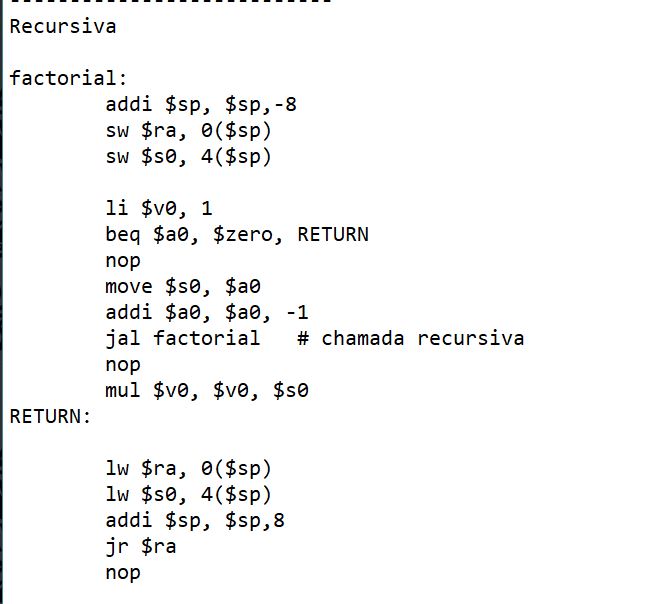 Recursiva
factorial:
addi $sp, $sp,-8
sw $ra, 0($sp)
sw $s0, 4($sp)
li $v0, 1
beq $a0, $zero, RETURN
nop
move $s0, $a0
addi $a0, $a0, -1
jal factorial   # chamada recursiva
nop
mul $v0, $v0, $s0
RETURN:
lw $ra, 0($sp)
lw $s0, 4($sp)
addi $sp, $sp,8
jr $ra
nop